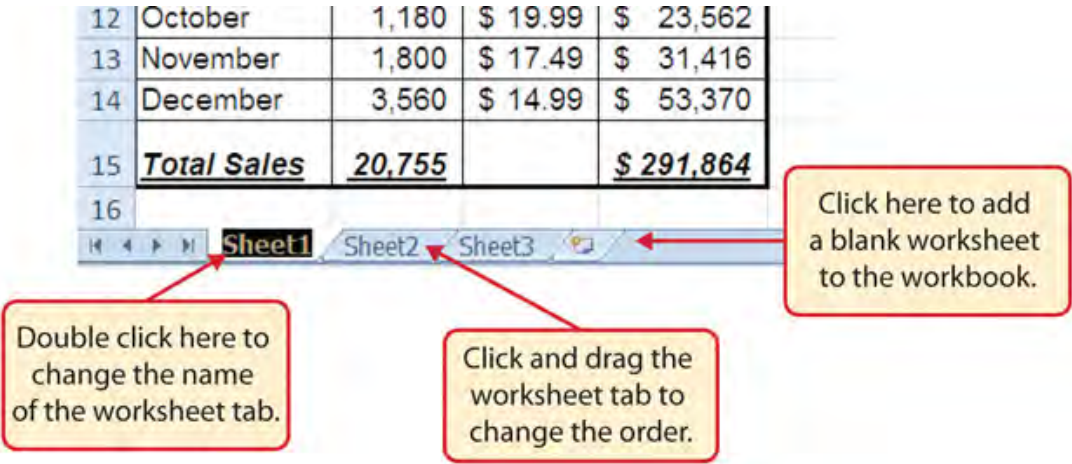 12 October 1,180 $ 19.99 $ 23,562
13 November 1,800 $ 17.49 $ 31,416
14 December 3,560 $ 14.99 $ 53,370
15 Total Sales 20,755 $ 291,864
16
Sheet1 Sheet2 Sheet3
Click here to add
a blank worksheet
to the workbook.
Double click here to
change the name
of the worksheet tab.
Click and drag the
worksheet tab to
change the order.